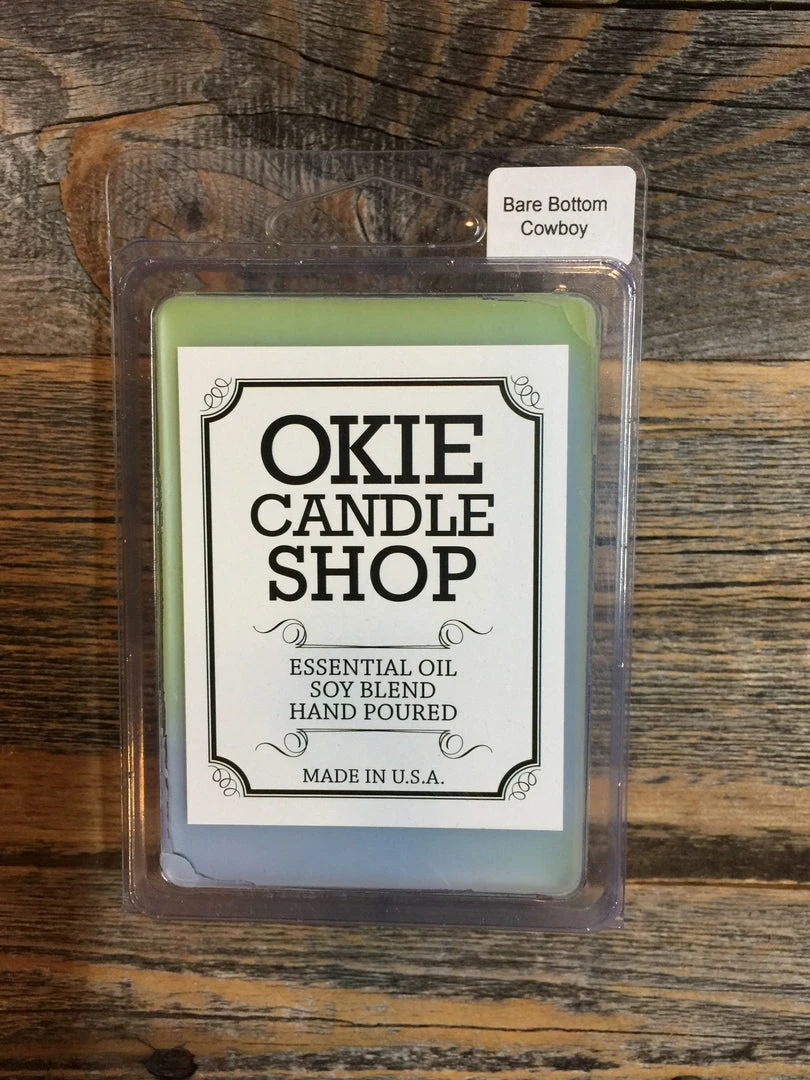 Bare Bottom
Cowboy
OKIE
CANDLE
SHOP
ESSENTIAL OIL
SOY BLEND
HAND POURED
MADE IN U.S.A.